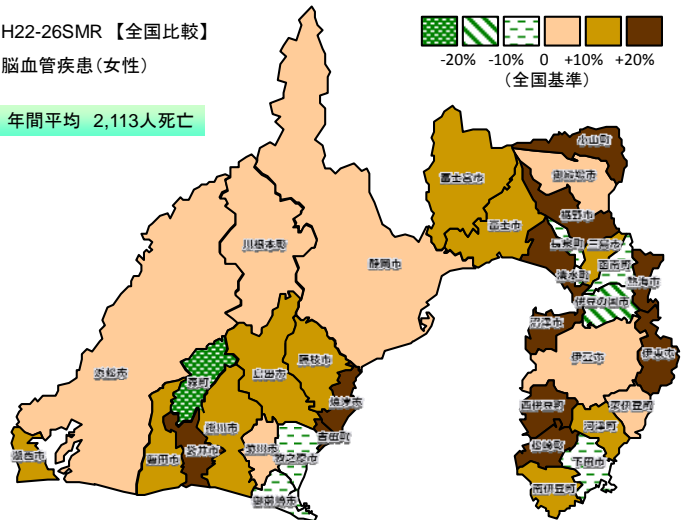 H22-26SMR 【全国比較】
脳血管疾患(女性)
年間平均 2,113人死亡
-20% -10% 0 +10% +20%
(全国基準)
小山町
御殿場市
富士宮市
裾野市
富士市
長泉町
三島市
函南町
清水町
熱海市
川根本町
静岡市
伊豆の国市
沼津市
伊東市
伊豆市
浜松市
島田市
藤枝市
森町
西伊豆町
東伊豆町
焼津市
掛川市
河津町
吉田町
湖西市
磐田市
袋井市
菊川市
牧之原市
松崎町
下田市
御前崎市
南伊豆町